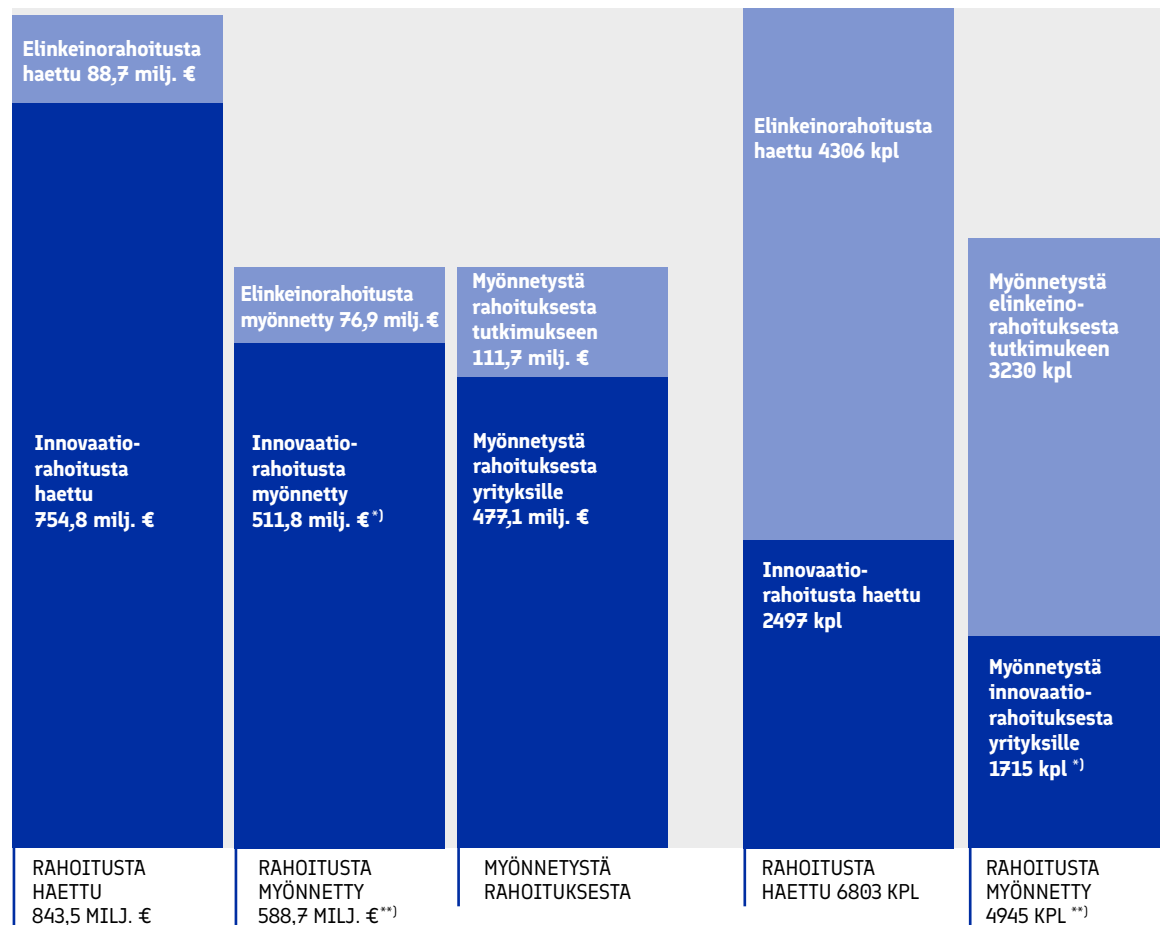 Elinkeinorahoitusta
haettu 88,7 milj. €
Innovaatio-
rahoitusta
haettu
754,8 milj. €
RAHOITUSTA
HAETTU
843,5 MILJ. €
Elinkeinorahoitusta
myönnetty 76,9 milj. €
Innovaatio-
rahoitusta
myönnetty
511,8 milj. € *)
RAHOITUSTA
MYÖNNETTY
588,7 MILJ. € **)
Myönnetystä
rahoituksesta
tutkimukseen
111,7 milj. €
Myönnetystä
rahoituksesta
yrityksille
477,1 milj. €
MYÖNNETYSTÄ
RAHOITUKSESTA
Elinkeinorahoitusta
haettu 4306 kpl
Innovaatio-
rahoitusta haettu
2497 kpl
RAHOITUSTA
HAETTU 6803 KPL
Myönnetystä
elinkeino-
rahoituksesta
tutkimukeen
3230 kpl
Myönnetystä
innovaatio-
rahoituksesta
yrityksille
1715 kpl *)
RAHOITUSTA
MYÖNNETTY
4945 KPL **)